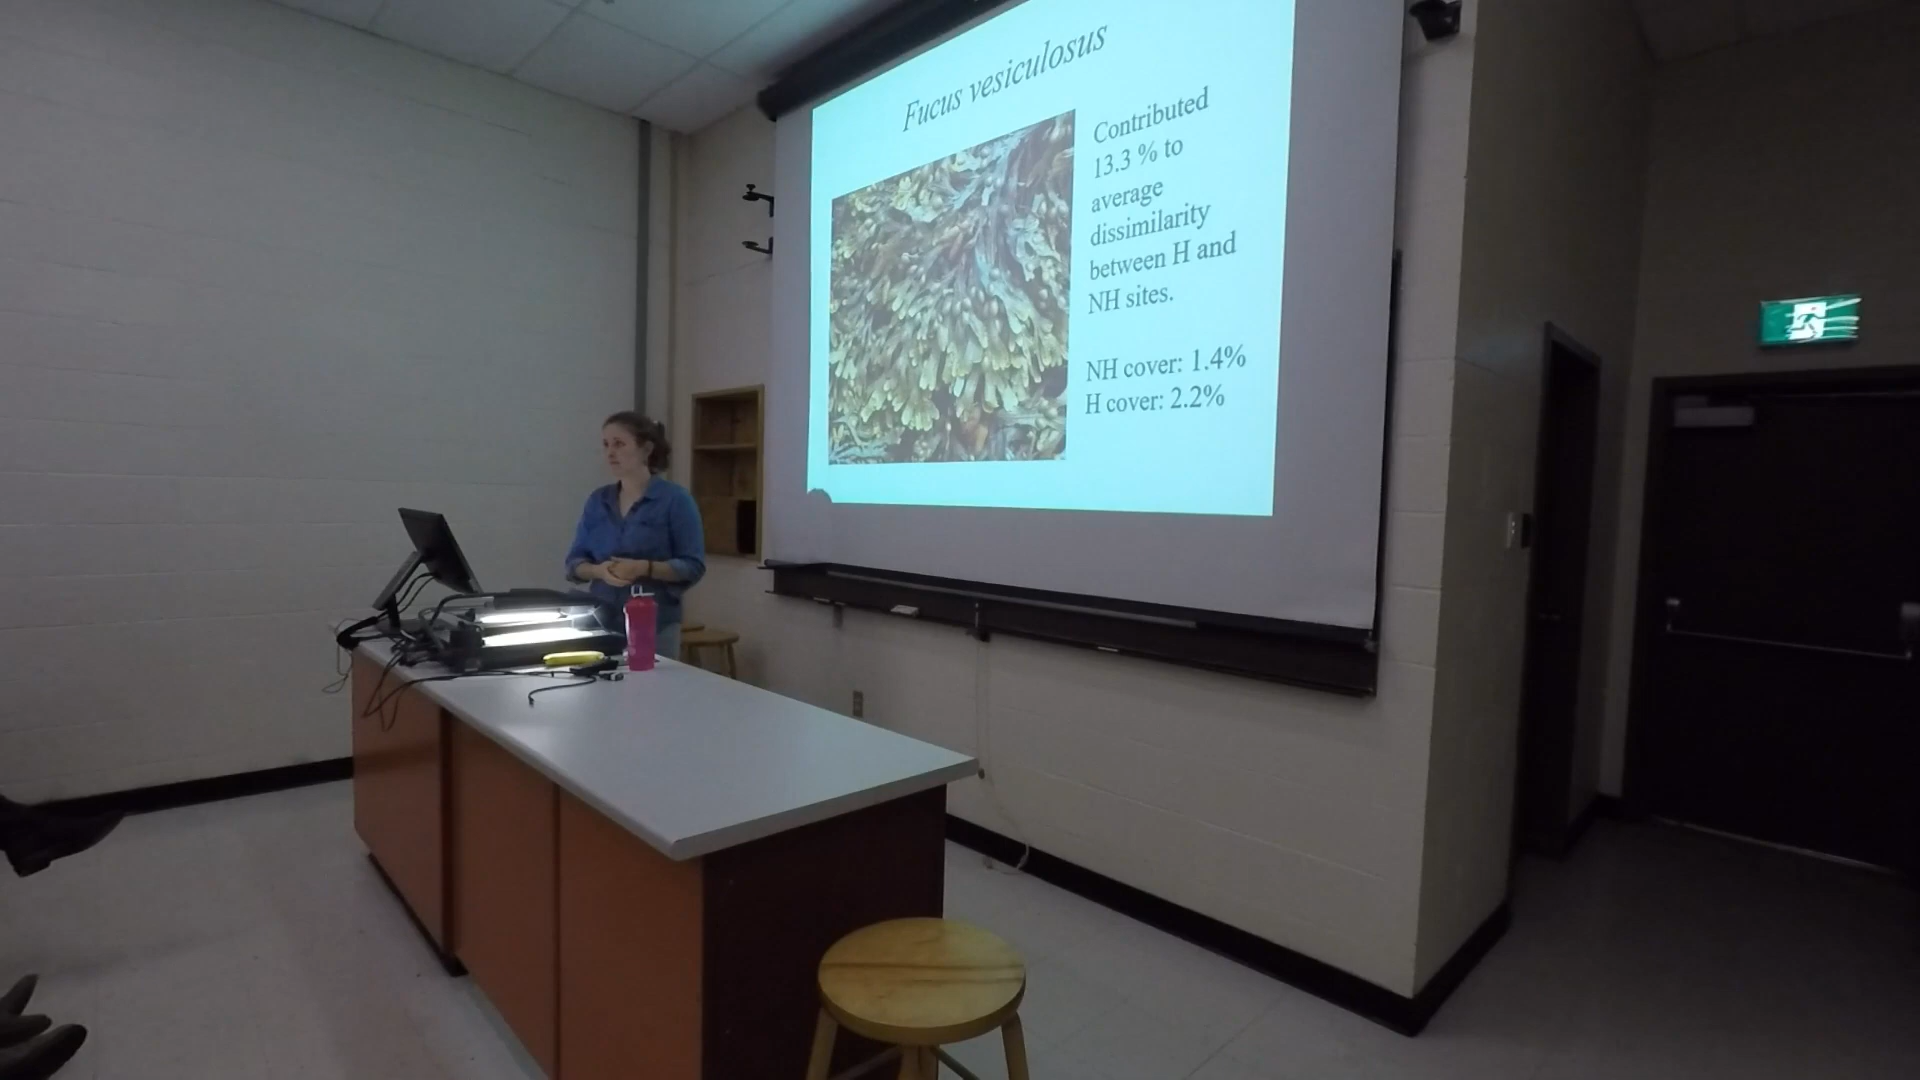 Fucus vesiculosus
Contributed
13.3 % to
average
dissimilarity
between H and
NH sites.
NH cover: 1.4%
H cover: 2.2%